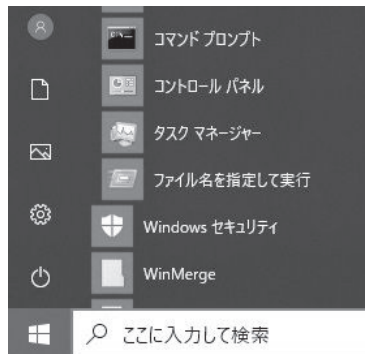 コマンド プロンプト
コントロール パネル
タスク マネージャー
ファイル名を指定して実行
Windows セキュリティ
WinMerge
ここに入力して検索